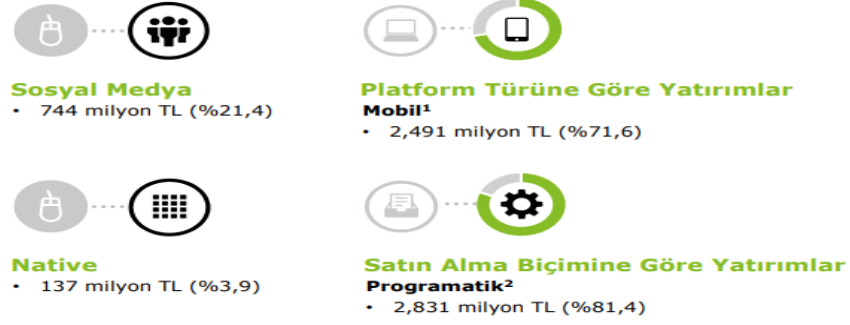 Sosyal Medya
• 744 milyon TL (%21,4)
Platform Türüne Göre Yatırımlar
Mobil¹
• 2,491 milyon TL (%71,6)
Native
• 137 milyon TL (%3,9)
Satın Alma Biçimine Göre Yatırımlar
Programatik²
• 2,831 milyon TL (%81,4)